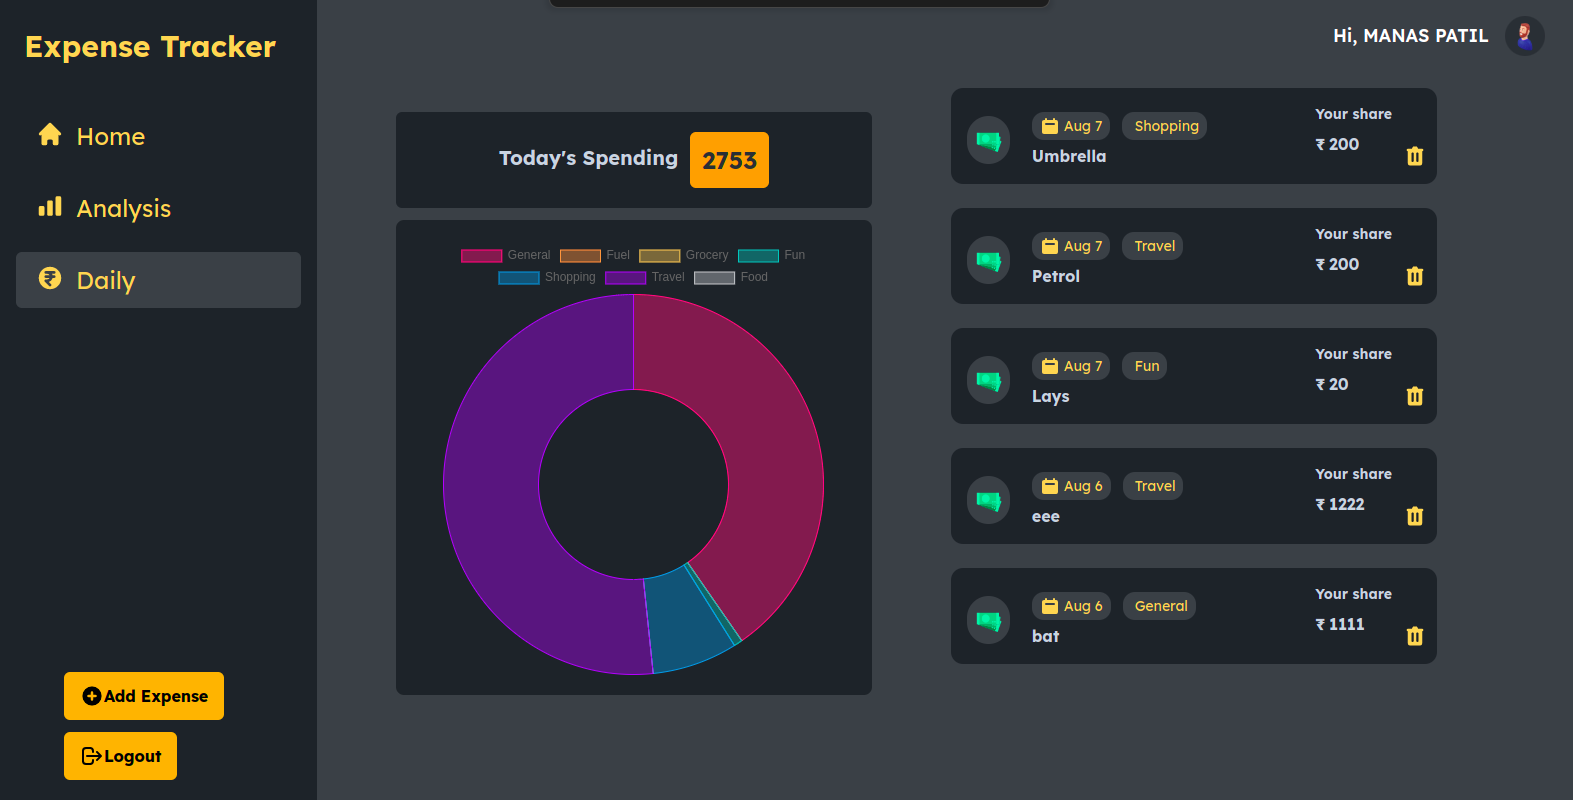 Expense Tracker
Home
Analysis
Daily
Add Expense
Logout
Hi, MANAS PATIL
Today's Spending 2753
General Fuel Grocery Fun
Shopping Travel Food
Aug 7 Shopping
Umbrella
Your share
₹ 200
Aug 7 Travel
Petrol
Your share
₹ 200
Aug 7 Fun
Lays
Your share
₹ 20
Aug 6 Travel
eee
Your share
₹ 1222
Aug 6 General
bat
Your share
₹ 1111